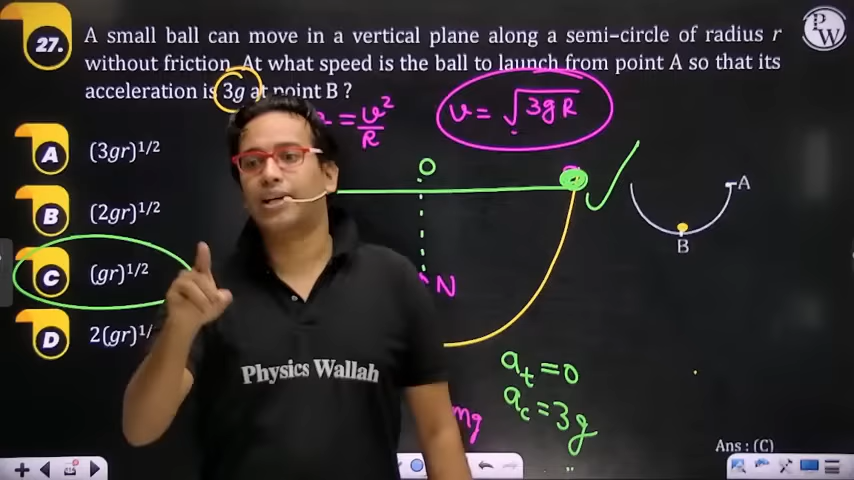 27.
A small ball can move in a vertical plane along a semi–circle of radius r
without friction. At what speed is the ball to launch from point A so that its
acceleration is 3g at point B ?
PW
A (3gr)^1/2
B (2gr)^1/2
C (gr)^1/2
D 2(gr)^1/
= v²/R
v = √3gR
O
N
A
B
Physics Wallah
a_t = 0
a_c = 3g
mg
Ans : (C)